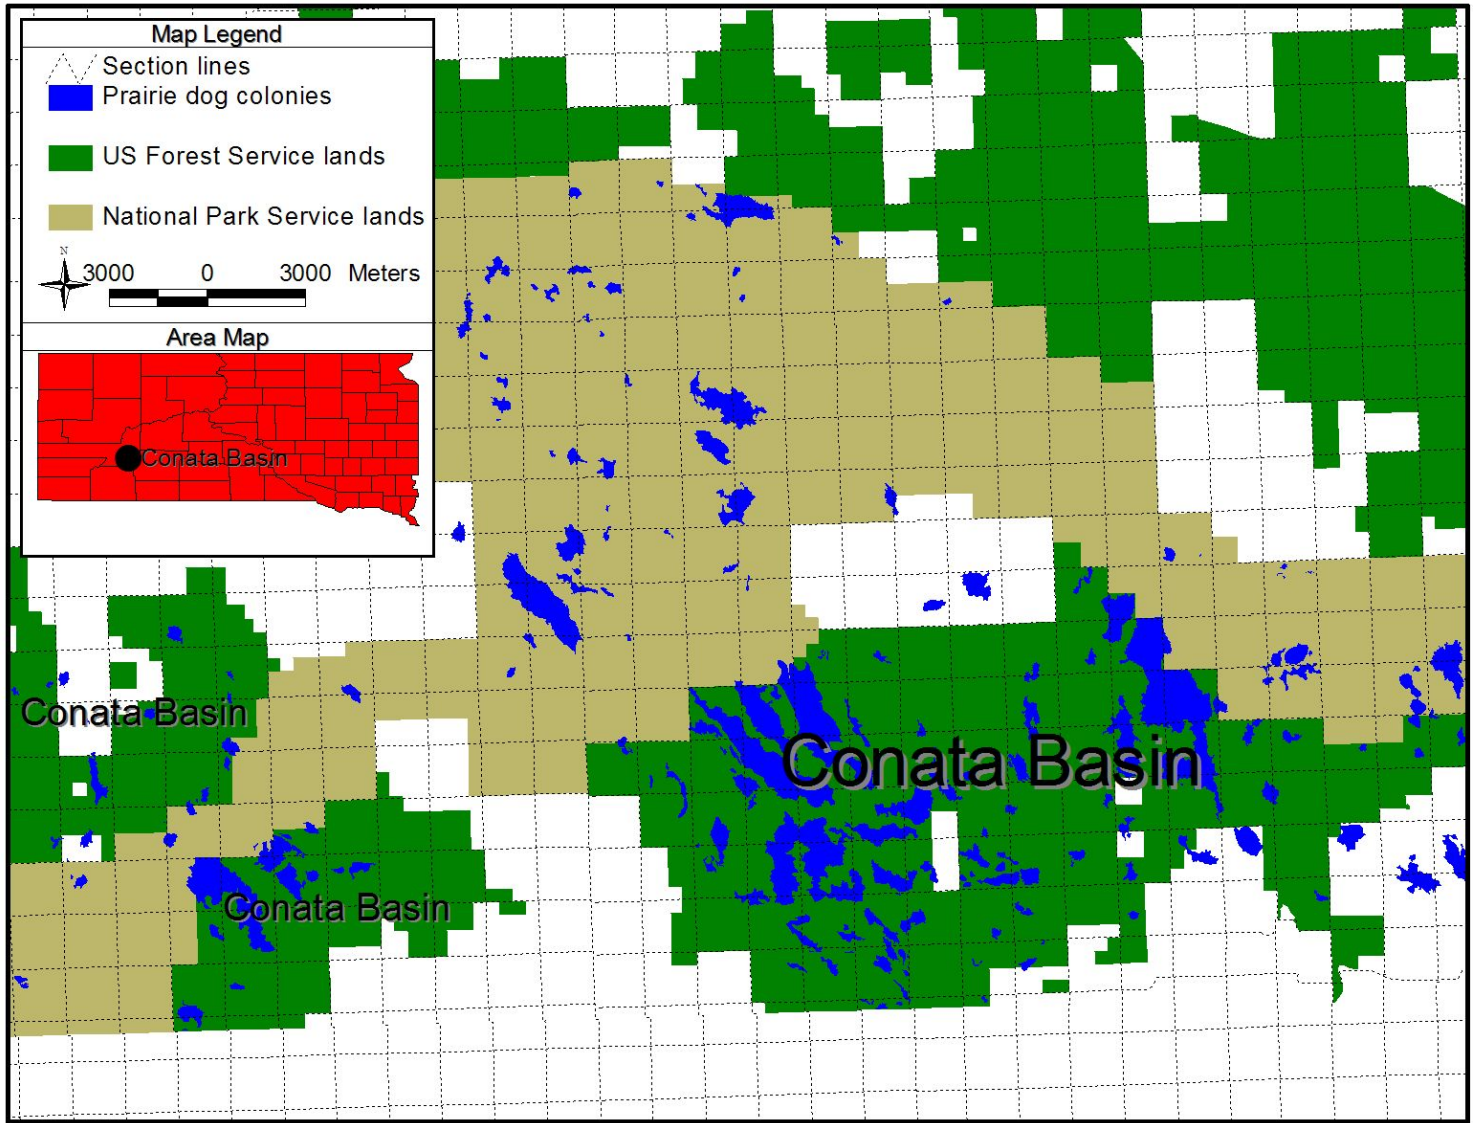 Map Legend
Section lines
Prairie dog colonies
US Forest Service lands
National Park Service lands
N
3000 0 3000 Meters
Area Map
Conata Basin
Conata Basin
Conata Basin
Conata Basin